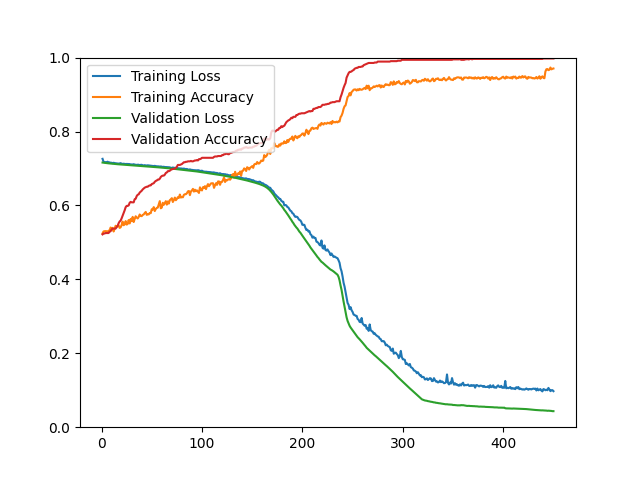 1.0
0.8
0.6
0.4
0.2
0.0
Training Loss
Training Accuracy
Validation Loss
Validation Accuracy
0 100 200 300 400